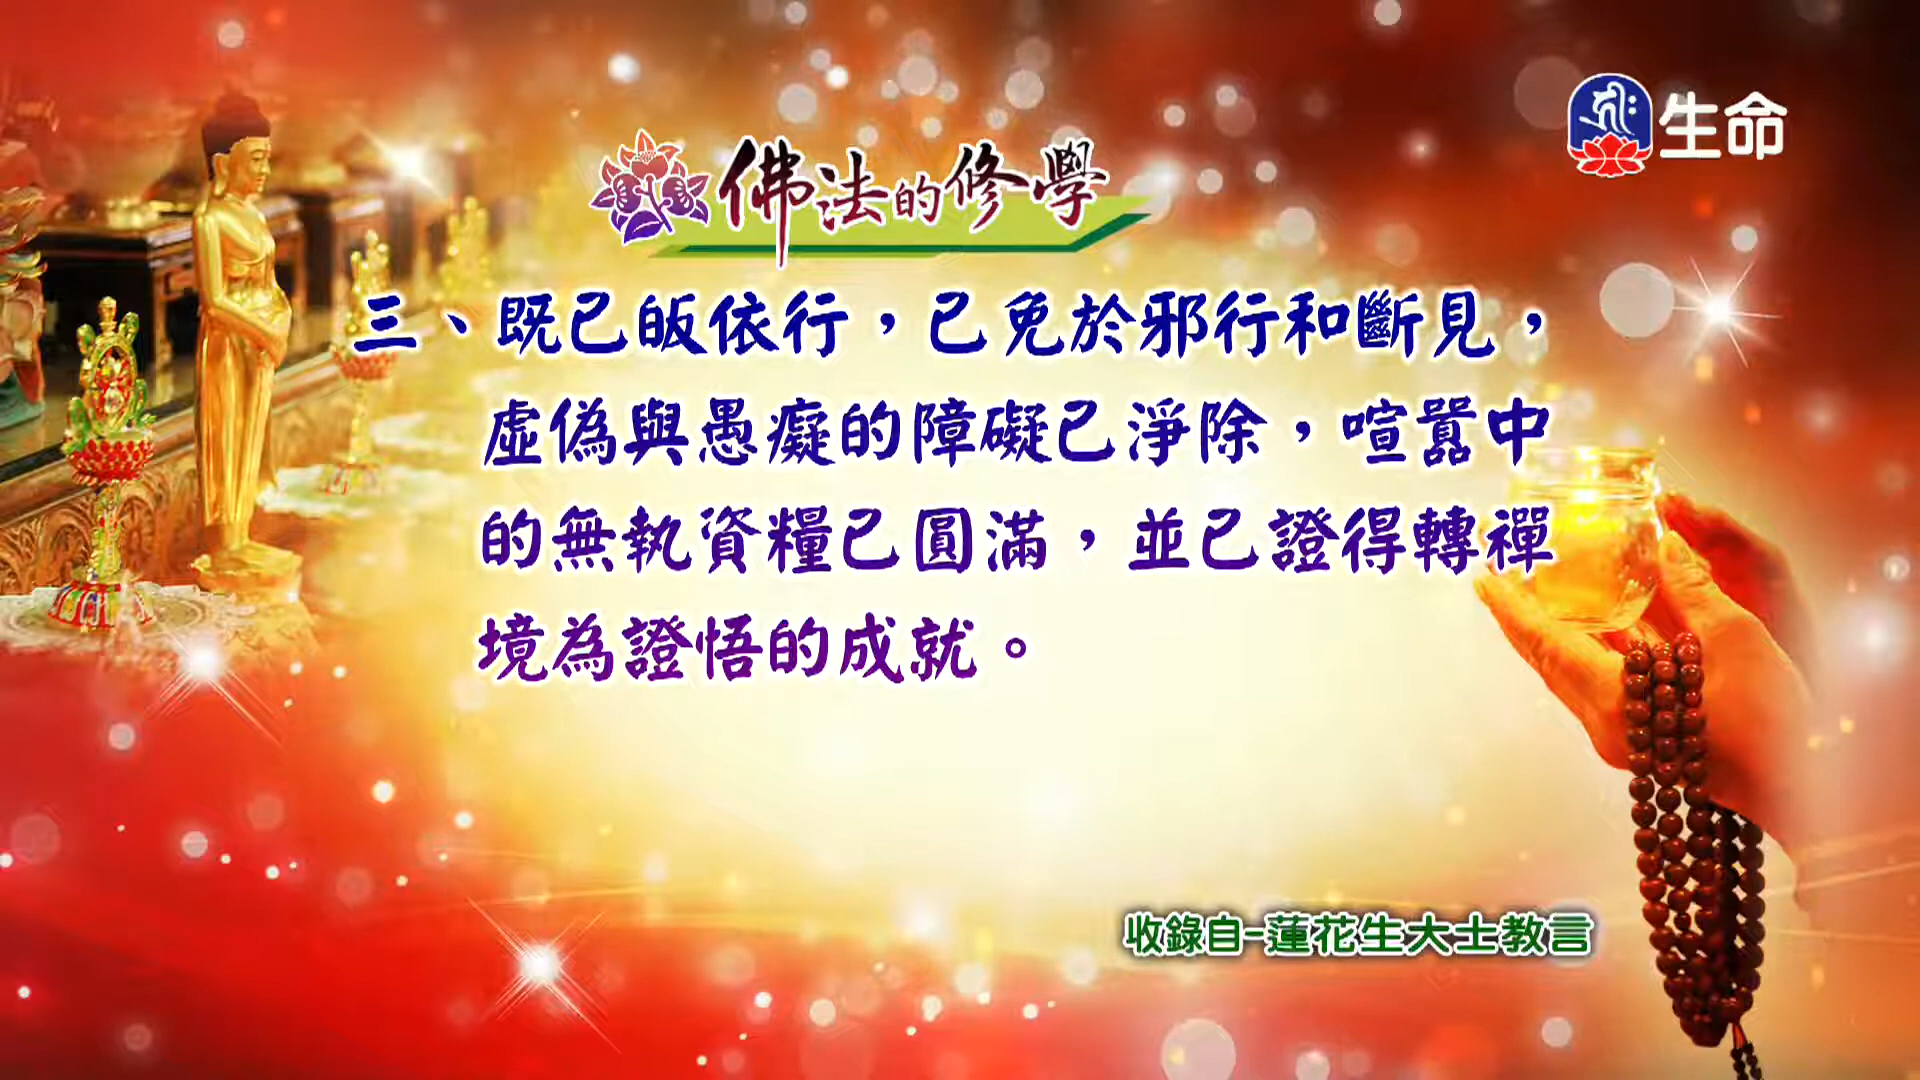 生命
佛法的修學
三、既已皈依行，已免於邪行和斷見，
虛偽與愚癡的障礙已淨除，喧囂中
的無執資糧已圓滿，並已證得轉禪
境為證悟的成就。
收錄自-蓮花生大士教言